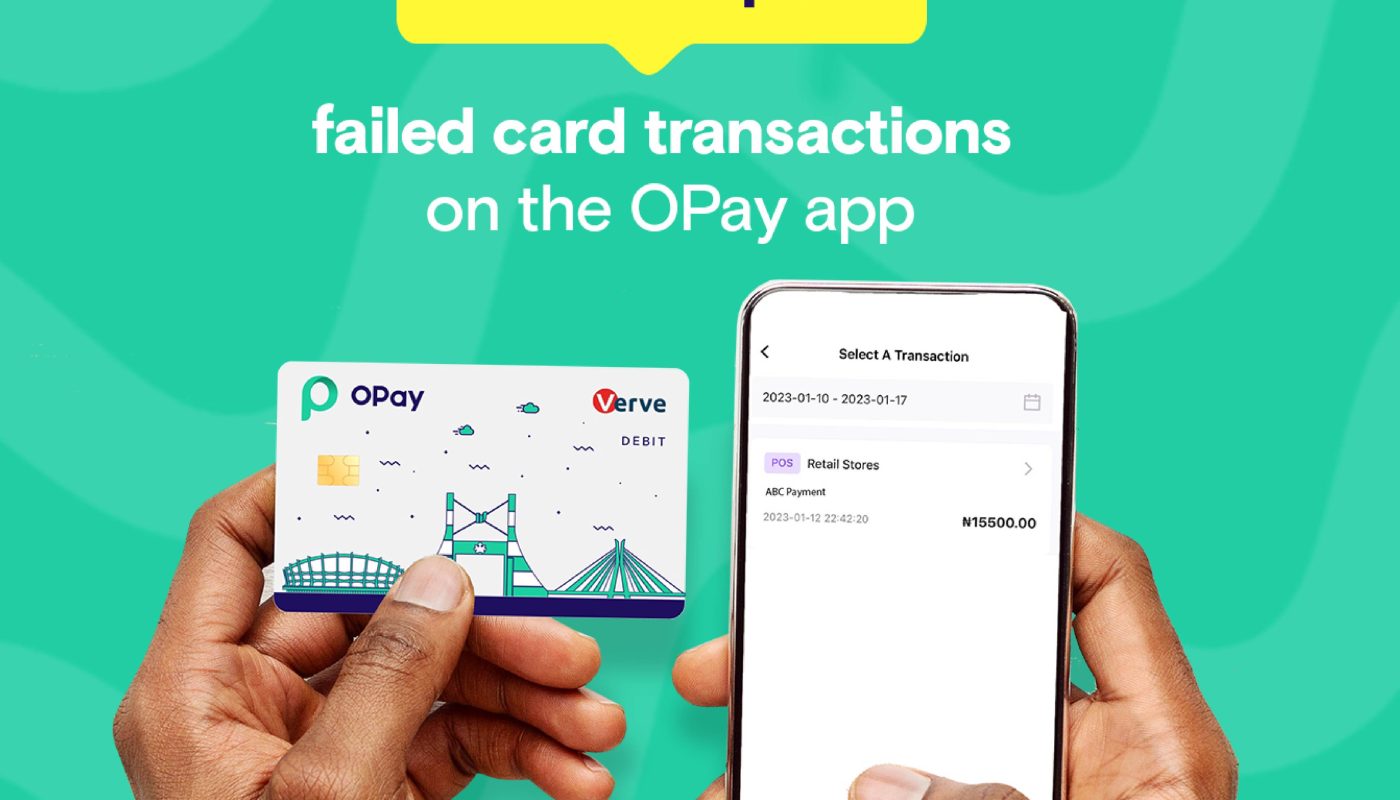 failed card transactions
on the OPay app
OPay
Verve
DEBIT
Select A Transaction
2023-01-10 - 2023-01-17
POS Retail Stores
ABC Payment
2023-01-12 22:42:20 ₦15500.00